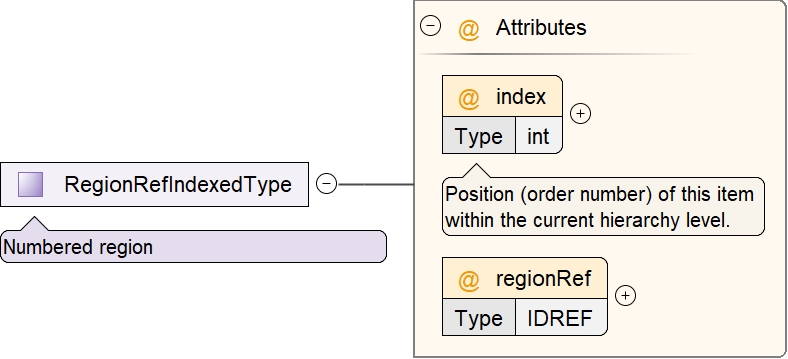 RegionRefIndexedType
Numbered region
@ Attributes
@ index
Type int
Position (order number) of this item
within the current hierarchy level.
@ regionRef
Type IDREF